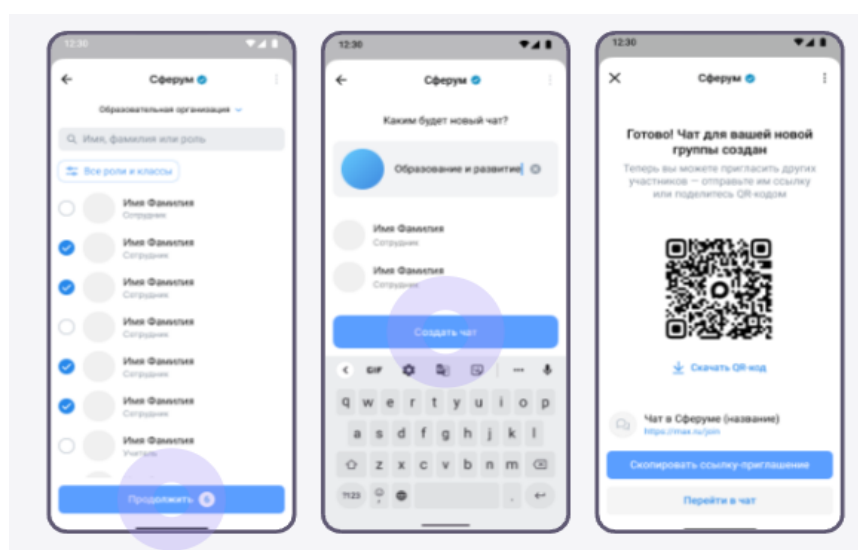 12:30
Сферум
Образовательная организация
Имя, фамилия или роль
Все роли и классы
Имя Фамилия
Сотрудник
Имя Фамилия
Сотрудник
Имя Фамилия
Сотрудник
Имя Фамилия
Сотрудник
Имя Фамилия
Сотрудник
Имя Фамилия
Сотрудник
Имя Фамилия
Учитель
Продолжить 6
12:30
Сферум
Каким будет новый чат?
Образование и развитие
Имя Фамилия
Сотрудник
Имя Фамилия
Сотрудник
Создать чат
GIF
q w e r t y u i o p
a s d f g h j k l
z x c v b n m
?123 , .
12:30
Сферум
Готово! Чат для вашей новой
группы создан
Теперь вы можете пригласить других
участников — отправьте им ссылку
или поделитесь QR-кодом
Скачать QR-код
Чат в Сферуме (название)
https://max.ru/join
Скопировать ссылку-приглашение
Перейти в чат